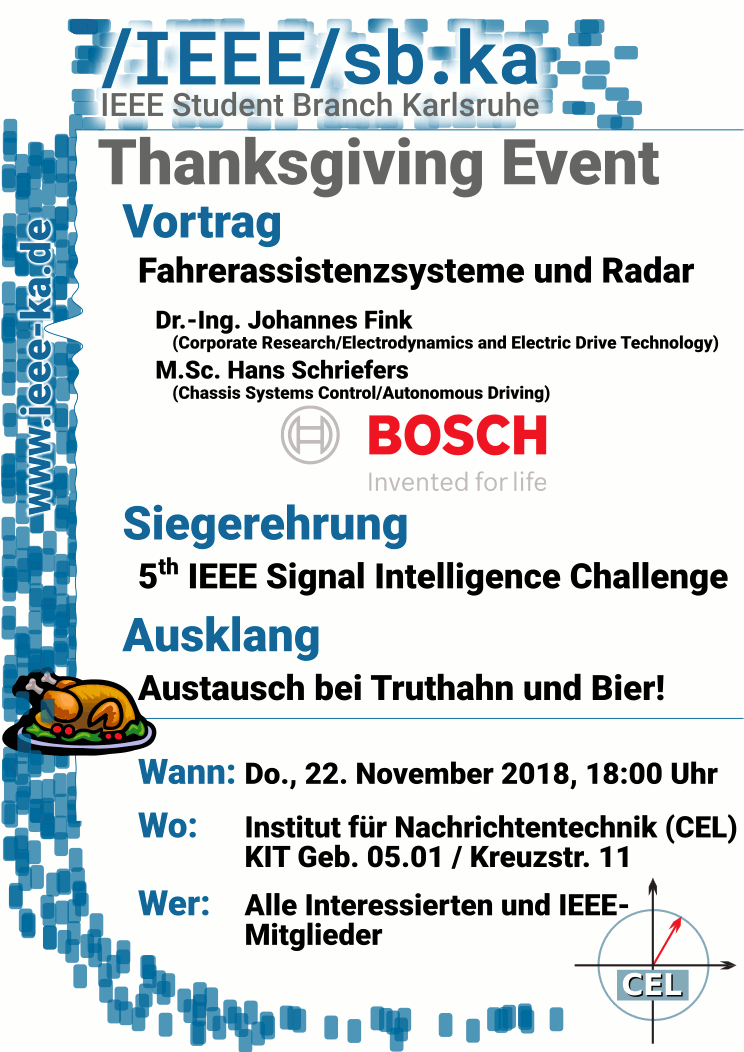 /IEEE/sb.ka
IEEE Student Branch Karlsruhe
Thanksgiving Event
www.ieee-ka.de
Vortrag
Fahrerassistenzsysteme und Radar
Dr.-Ing. Johannes Fink
(Corporate Research/Electrodynamics and Electric Drive Technology)
M.Sc. Hans Schriefers
(Chassis Systems Control/Autonomous Driving)
BOSCH
Invented for life
Siegerehrung
5th IEEE Signal Intelligence Challenge
Ausklang
Austausch bei Truthahn und Bier!
Wann: Do., 22. November 2018, 18:00 Uhr
Wo: Institut für Nachrichtentechnik (CEL)
KIT Geb. 05.01 / Kreuzstr. 11
Wer: Alle Interessierten und IEEE-
Mitglieder
CEL